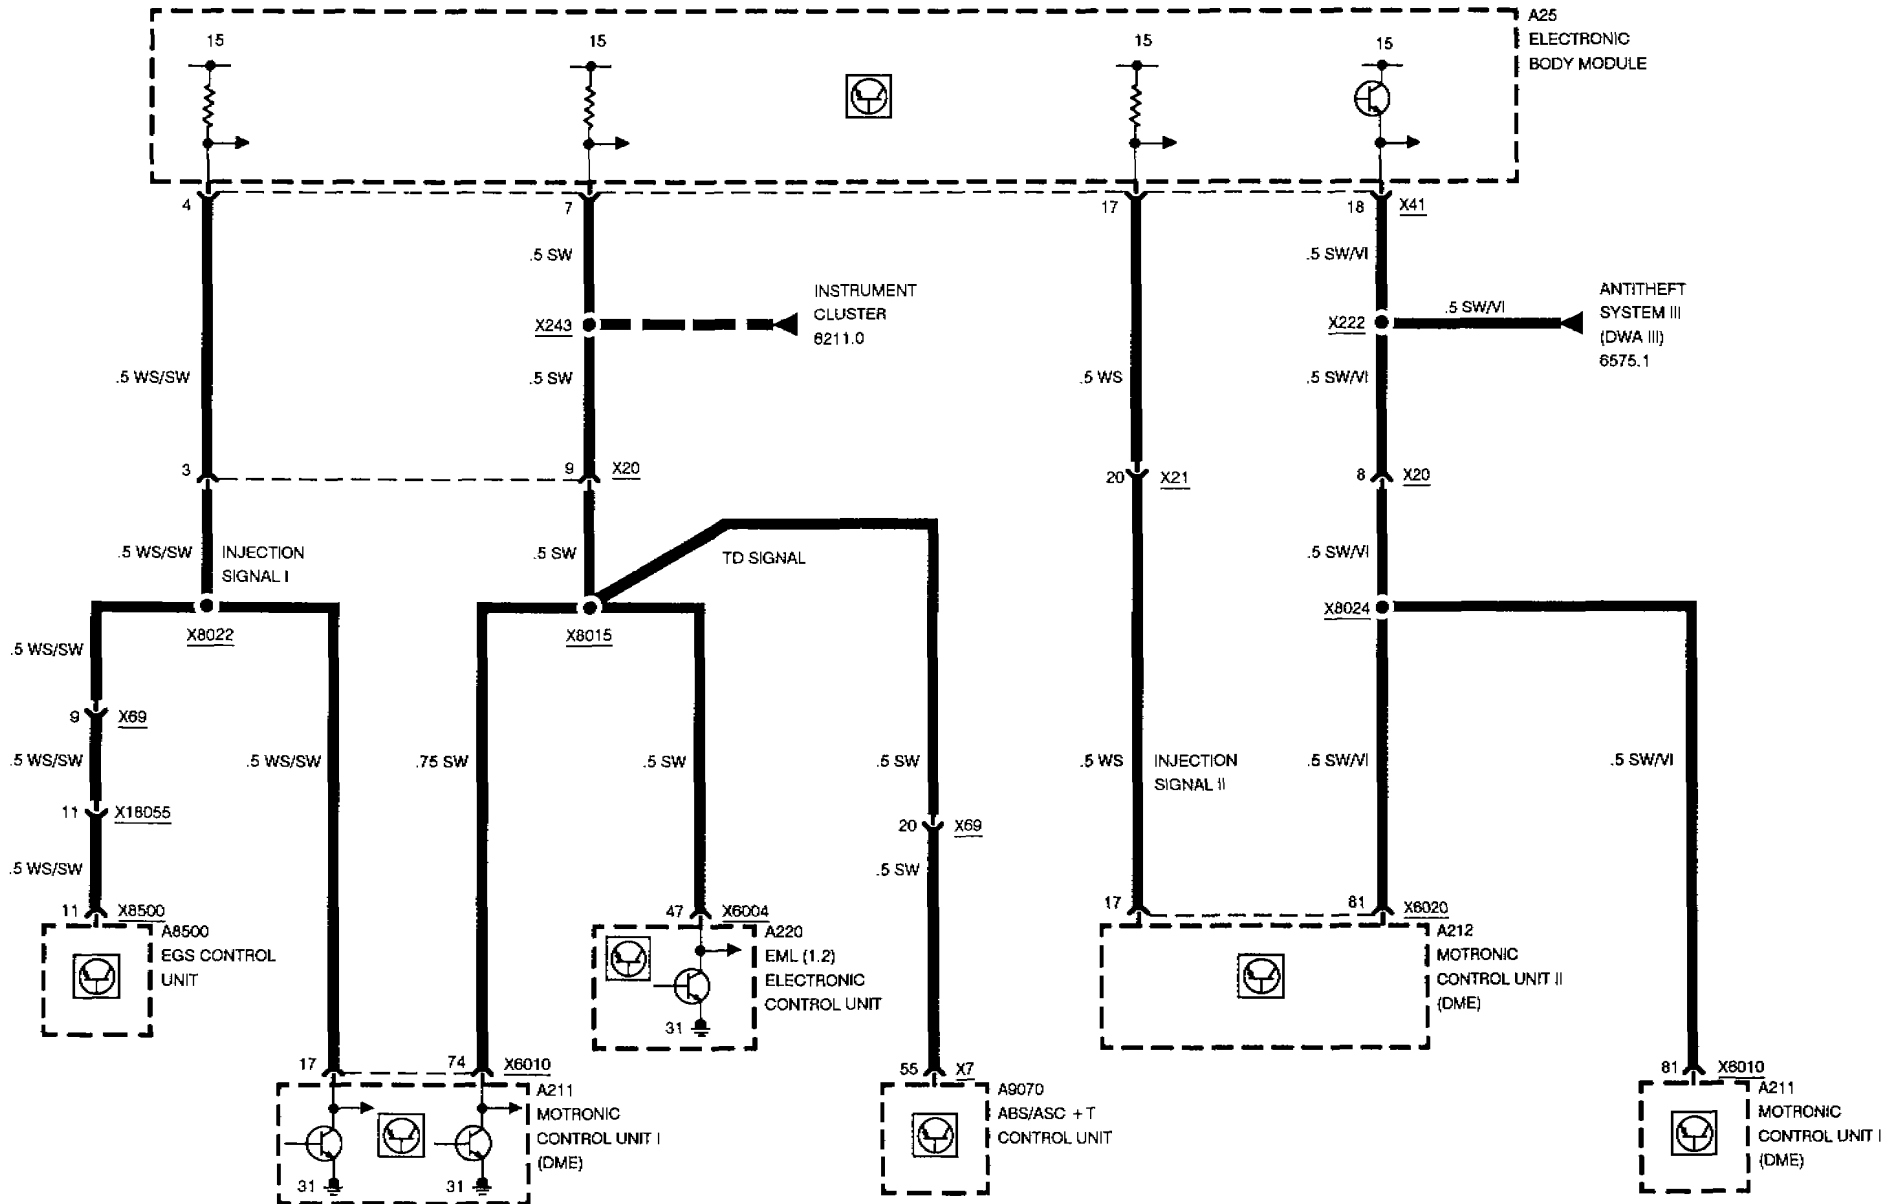 A25
ELECTRONIC
BODY MODULE
15
15
15
15
4
7
17
18
X41
.5 SW
.5 SW/VI
INSTRUMENT
CLUSTER
6211.0
X243
X222
.5 SW/VI
ANTITHEFT
SYSTEM III
(DWA III)
6575.1
.5 WS/SW
.5 SW
.5 WS
.5 SW/VI
3
9
X20
20
X21
8
X20
.5 WS/SW
INJECTION
SIGNAL I
.5 SW
TD SIGNAL
.5 SW/VI
X8022
X8015
X8024
.5 WS/SW
9
X69
.5 WS/SW
.5 WS/SW
.75 SW
.5 SW
.5 SW
.5 WS
INJECTION
SIGNAL II
.5 SW/VI
.5 SW/VI
11
X18055
20
X69
.5 WS/SW
.5 SW
11
X8500
47
X6004
17
81
X6020
A8500
EGS CONTROL
UNIT
A220
EML (1.2)
ELECTRONIC
CONTROL UNIT
31
A212
MOTRONIC
CONTROL UNIT II
(DME)
17
74
X6010
55
X7
81
X6010
A211
MOTRONIC
CONTROL UNIT I
(DME)
31
31
A9070
ABS/ASC + T
CONTROL UNIT
A211
MOTRONIC
CONTROL UNIT I
(DME)